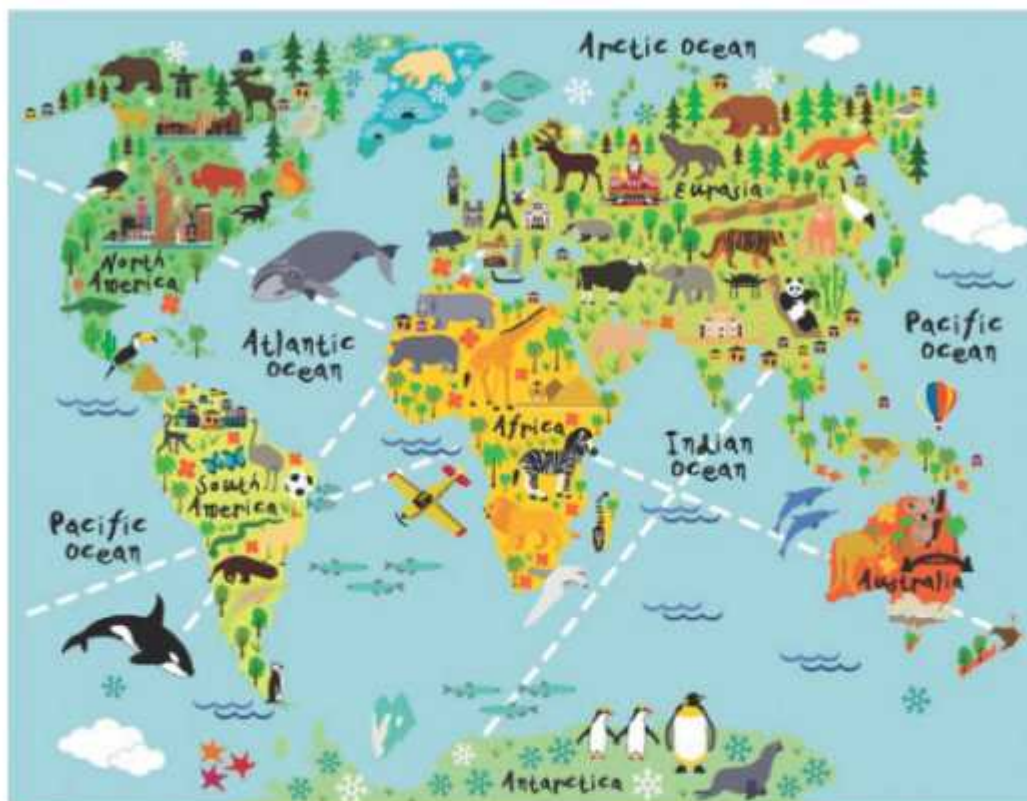 Arctic Ocean
Eurasia
North
America
Atlantic
Ocean
Pacific
Ocean
Africa
Indian
Ocean
South
America
Pacific
Ocean
Australia
Antarctica